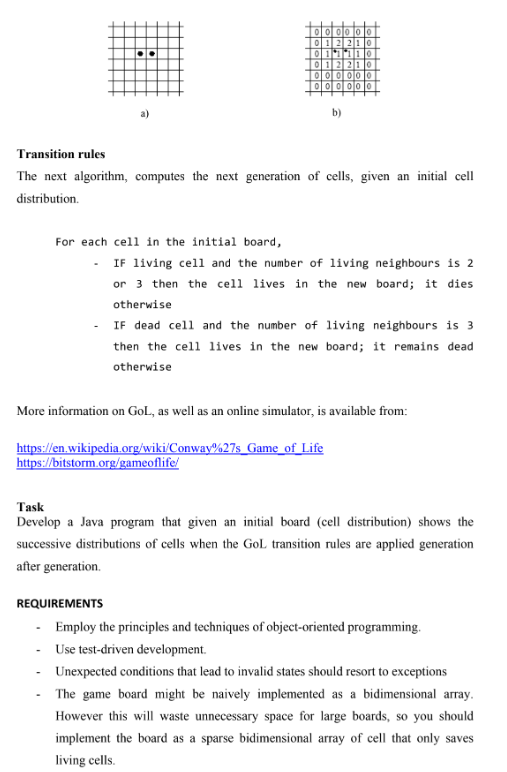 0 0 0 0 0 0
0 1 2 2 1 0
0 1 1 1 1 0
0 1 2 2 1 0
0 0 0 0 0 0
0 0 0 0 0 0
a) b)
Transition rules
The next algorithm, computes the next generation of cells, given an initial cell
distribution.
For each cell in the initial board,
- IF living cell and the number of living neighbours is 2
or 3 then the cell lives in the new board; it dies
otherwise
- IF dead cell and the number of living neighbours is 3
then the cell lives in the new board; it remains dead
otherwise
More information on GoL, as well as an online simulator, is available from:
https://en.wikipedia.org/wiki/Conway%27s_Game_of_Life
https://bitstorm.org/gameoflife/
Task
Develop a Java program that given an initial board (cell distribution) shows the
successive distributions of cells when the GoL transition rules are applied generation
after generation.
REQUIREMENTS
- Employ the principles and techniques of object-oriented programming.
- Use test-driven development.
- Unexpected conditions that lead to invalid states should resort to exceptions
- The game board might be naively implemented as a bidimensional array.
However this will waste unnecessary space for large boards, so you should
implement the board as a sparse bidimensional array of cell that only saves
living cells.